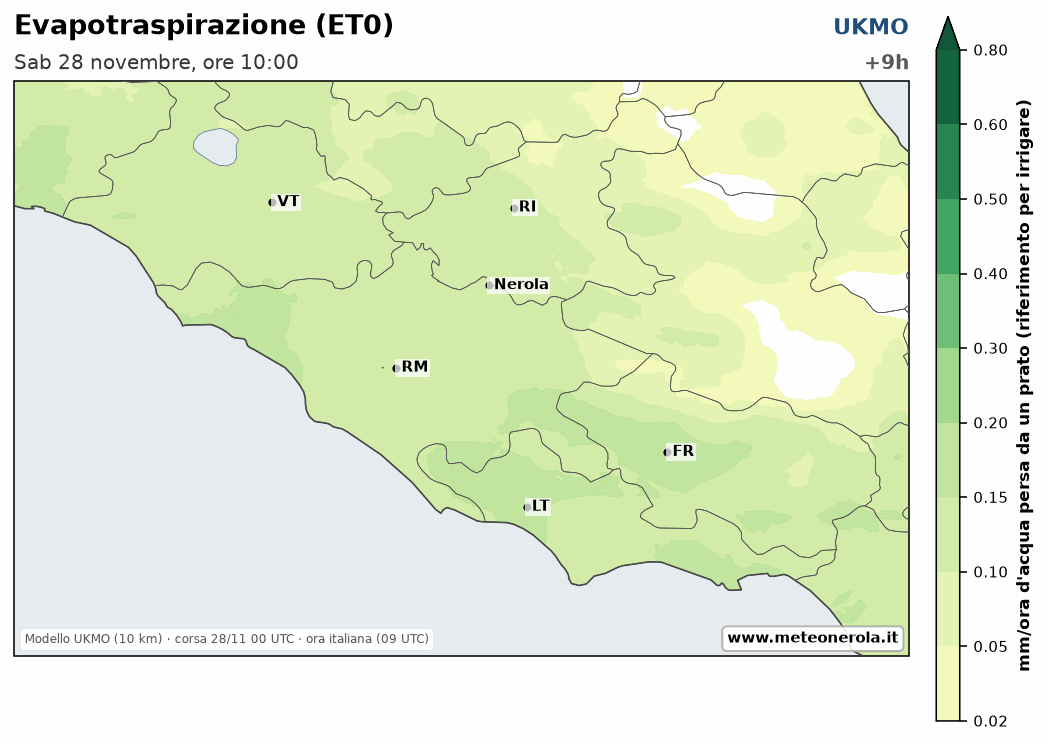 Evapotraspirazione (ET0)
UKMO
Sab 28 novembre, ore 10:00
+9h
VT
RI
Nerola
RM
FR
LT
Modello UKMO (10 km) · corsa 28/11 00 UTC · ora italiana (09 UTC)
www.meteonerola.it
0.80
0.60
0.50
0.40
0.30
0.20
0.15
0.10
0.05
0.02
mm/ora d'acqua persa da un prato (riferimento per irrigare)